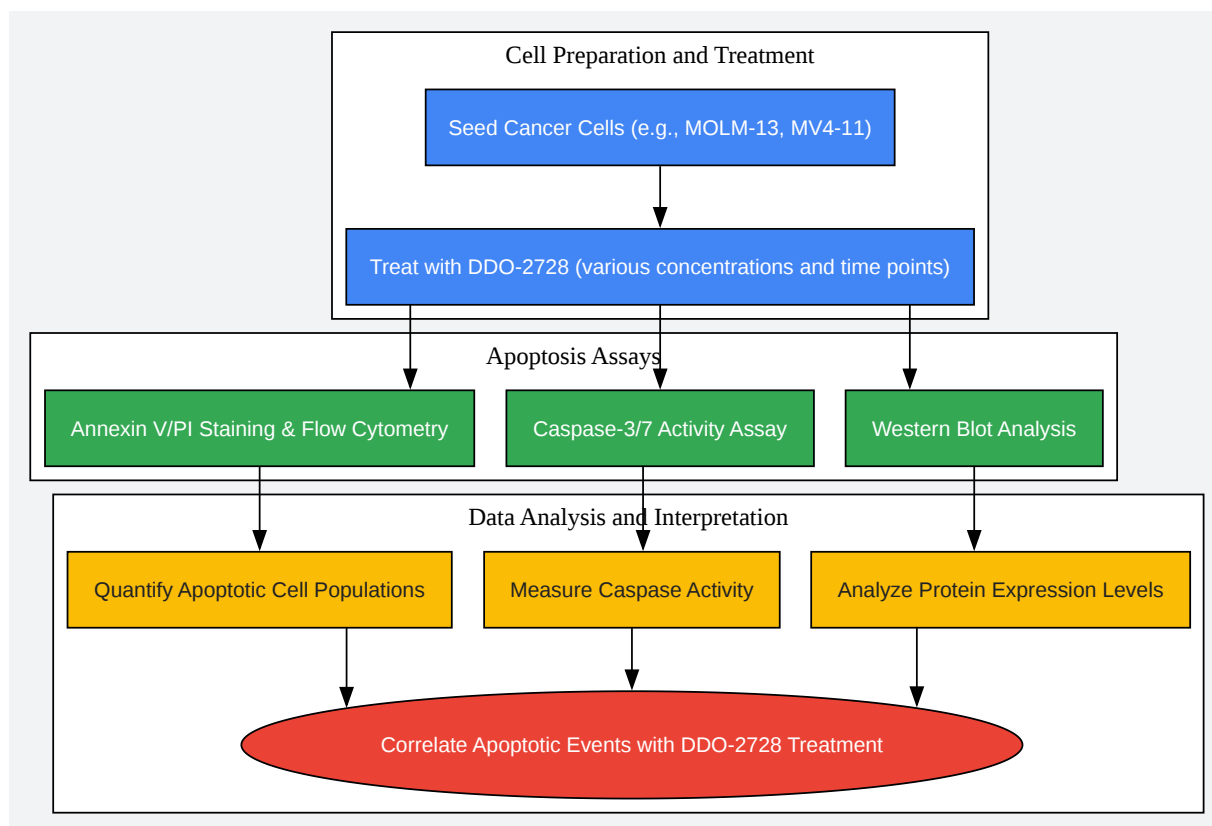 Cell Preparation and Treatment
Seed Cancer Cells (e.g., MOLM-13, MV4-11)
Treat with DDO-2728 (various concentrations and time points)
Apoptosis Assays
Annexin V/PI Staining & Flow Cytometry
Caspase-3/7 Activity Assay
Western Blot Analysis
Data Analysis and Interpretation
Quantify Apoptotic Cell Populations
Measure Caspase Activity
Analyze Protein Expression Levels
Correlate Apoptotic Events with DDO-2728 Treatment